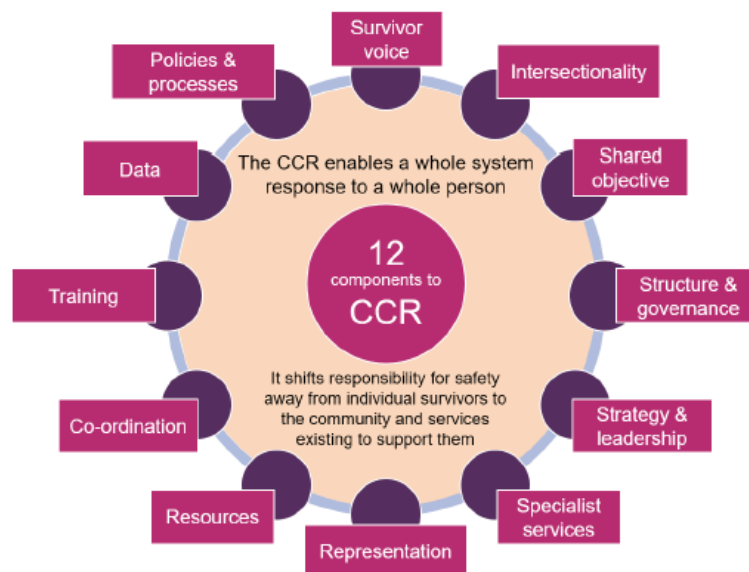 Survivor
voice
Intersectionality
Shared
objective
Structure &
governance
Strategy &
leadership
Specialist
services
Representation
Resources
Co-ordination
Training
Data
Policies &
processes
The CCR enables a whole system
response to a whole person
12
components to
CCR
It shifts responsibility for safety
away from individual survivors to
the community and services
existing to support them